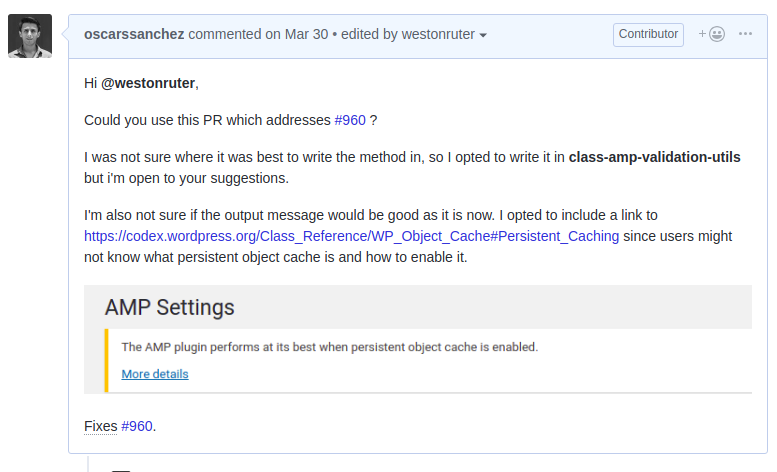 oscarssanchez commented on Mar 30 • edited by westonruter
Contributor
Hi @westonruter,
Could you use this PR which addresses #960 ?
I was not sure where it was best to write the method in, so I opted to write it in class-amp-validation-utils
but i'm open to your suggestions.
I'm also not sure if the output message would be good as it is now. I opted to include a link to
https://codex.wordpress.org/Class_Reference/WP_Object_Cache#Persistent_Caching since users might
not know what persistent object cache is and how to enable it.
AMP Settings
The AMP plugin performs at its best when persistent object cache is enabled.
More details
Fixes #960.